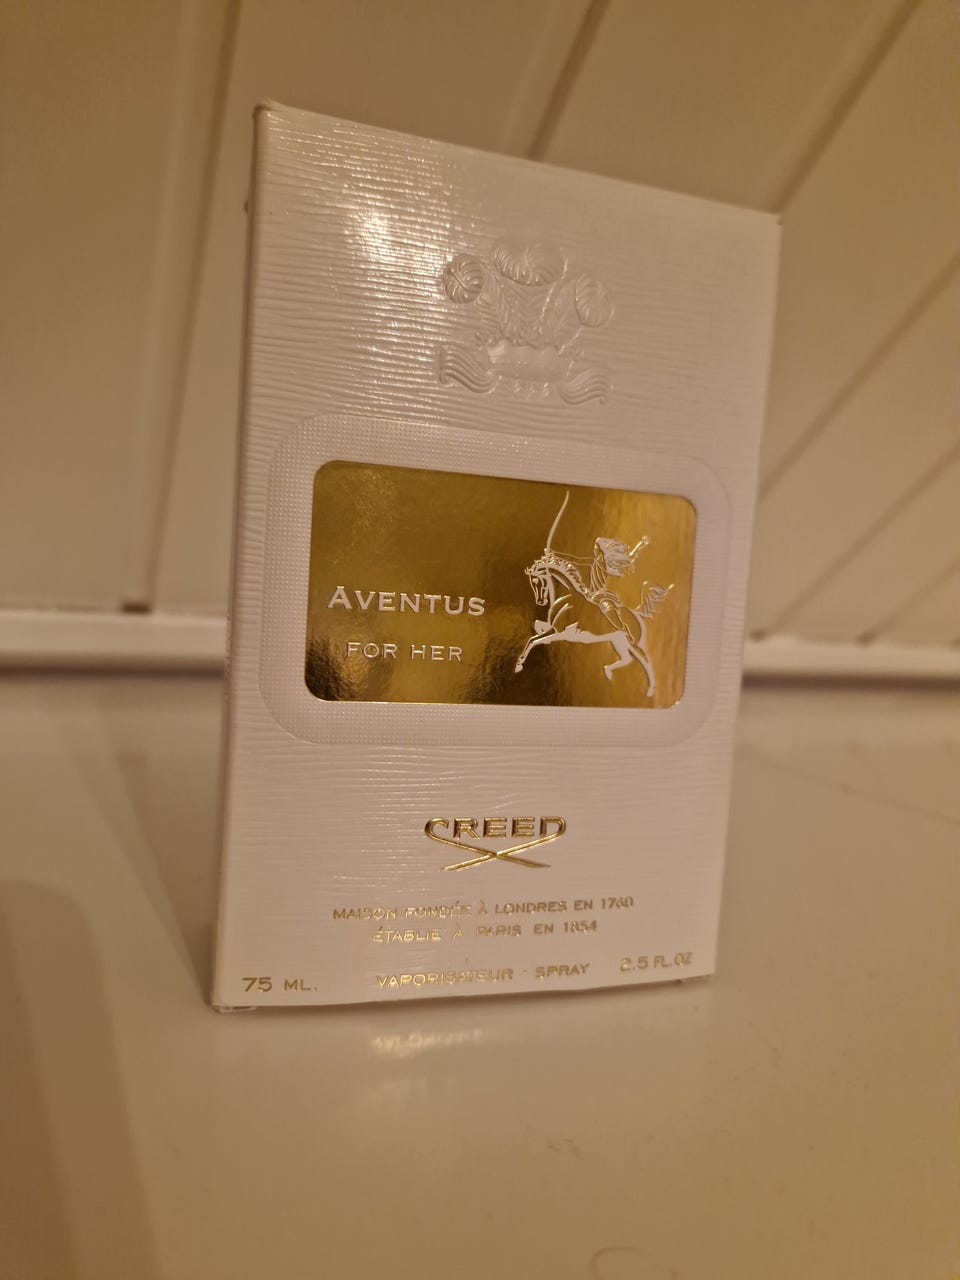 AVENTUS
FOR HER
CREED
MAISON FONDÉE À LONDRES EN 1760
ÉTABLIE À PARIS EN 1854
75 ML. VAPORISATEUR - SPRAY 2.5 FL.OZ